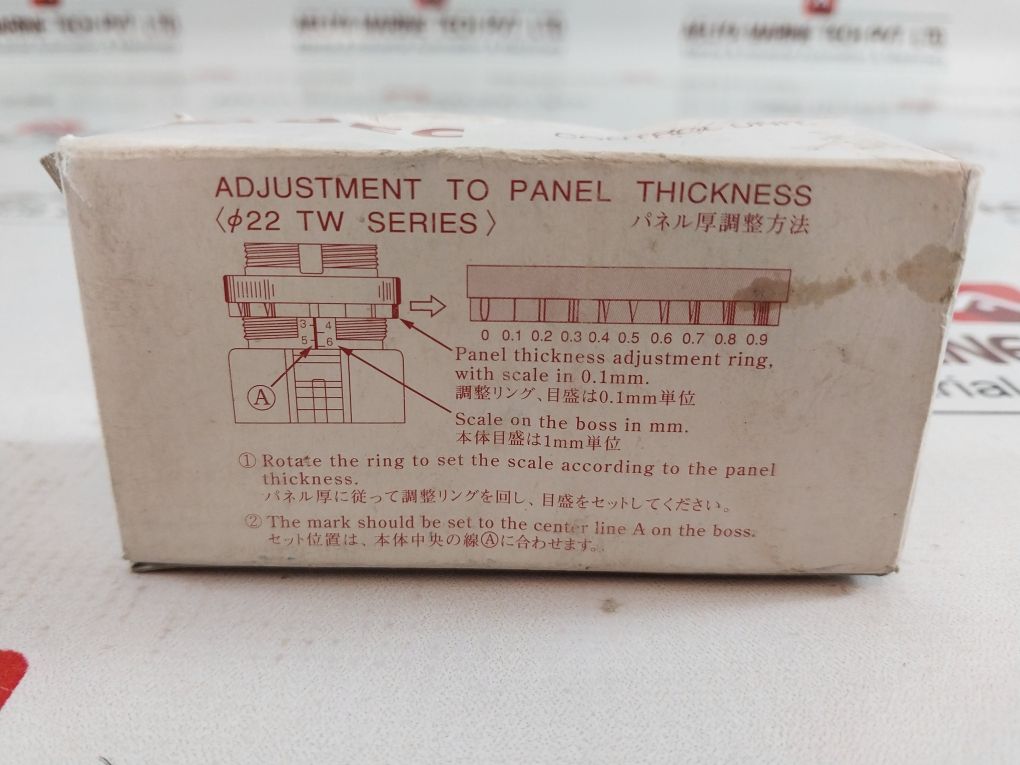 ADJUSTMENT TO PANEL THICKNESS
〈φ22 TW SERIES〉
パネル厚調整方法
3 4
5 6
A
0 0.1 0.2 0.3 0.4 0.5 0.6 0.7 0.8 0.9
Panel thickness adjustment ring,
with scale in 0.1mm.
調整リング、目盛は0.1mm単位
Scale on the boss in mm.
本体目盛は1mm単位
① Rotate the ring to set the scale according to the panel
thickness.
パネル厚に従って調整リングを回し、目盛をセットしてください。
② The mark should be set to the center line A on the boss.
セット位置は、本体中央の線Ⓐに合わせます。